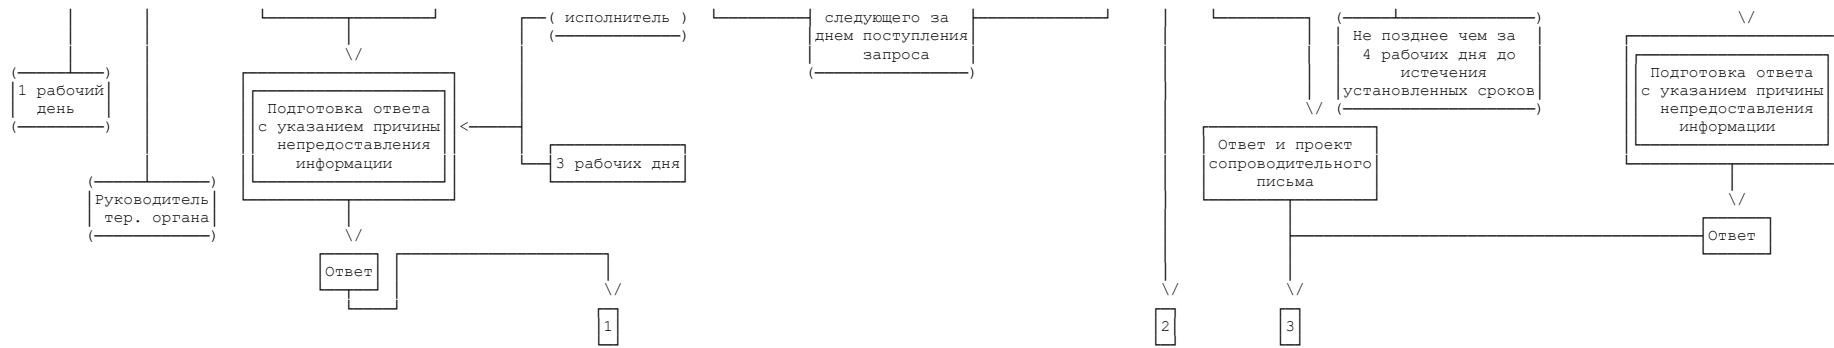 ( исполнитель )
следующего за
днем поступления
запроса
Не позднее чем за
4 рабочих дня до
истечения
установленных сроков
1 рабочий
день
Подготовка ответа
с указанием причины
непредоставления
информации
3 рабочих дня
Подготовка ответа
с указанием причины
непредоставления
информации
Ответ и проект
сопроводительного
письма
Руководитель
тер. органа
Ответ
Ответ
1
2
3